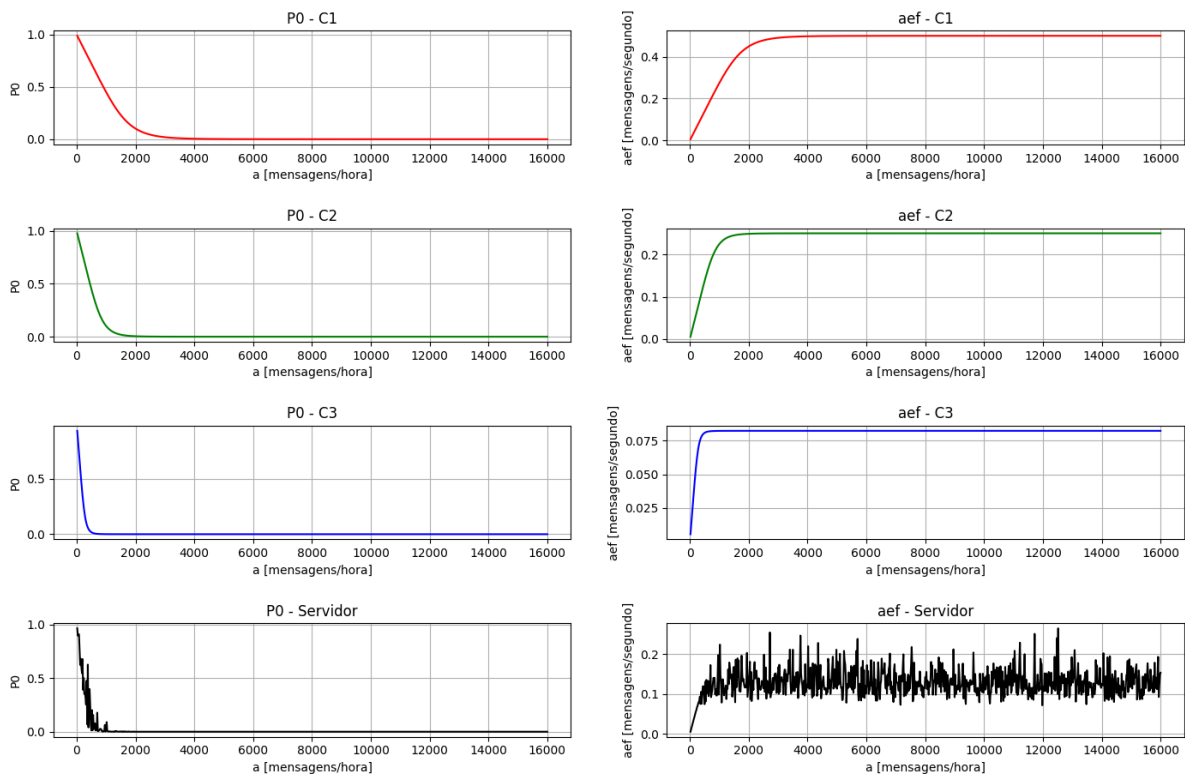 P0 - C1
1.0
0.5
0.0
P0
0 2000 4000 6000 8000 10000 12000 14000 16000
a [mensagens/hora]
aef - C1
0.4
0.2
0.0
aef [mensagens/segundo]
0 2000 4000 6000 8000 10000 12000 14000 16000
a [mensagens/hora]
P0 - C2
1.0
0.5
0.0
P0
0 2000 4000 6000 8000 10000 12000 14000 16000
a [mensagens/hora]
aef - C2
0.2
0.1
0.0
aef [mensagens/segundo]
0 2000 4000 6000 8000 10000 12000 14000 16000
a [mensagens/hora]
P0 - C3
0.5
0.0
P0
0 2000 4000 6000 8000 10000 12000 14000 16000
a [mensagens/hora]
aef - C3
0.075
0.050
0.025
aef [mensagens/segundo]
0 2000 4000 6000 8000 10000 12000 14000 16000
a [mensagens/hora]
P0 - Servidor
1.0
0.5
0.0
P0
0 2000 4000 6000 8000 10000 12000 14000 16000
a [mensagens/hora]
aef - Servidor
0.2
0.1
0.0
aef [mensagens/segundo]
0 2000 4000 6000 8000 10000 12000 14000 16000
a [mensagens/hora]